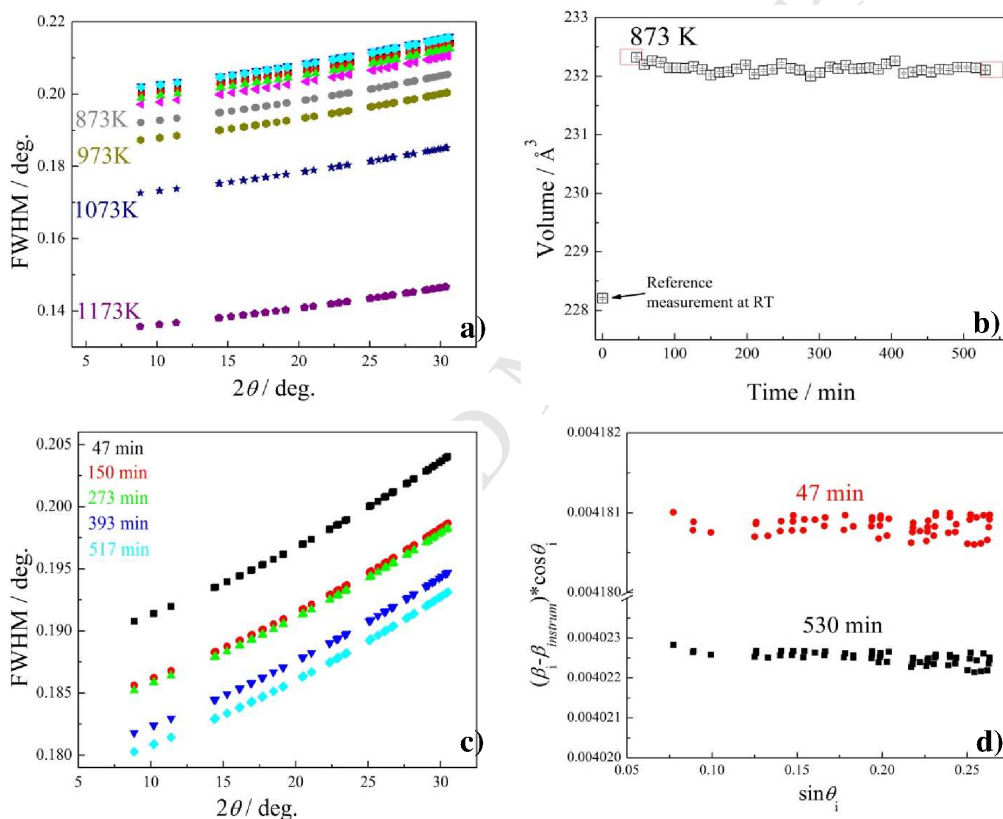 0.22
0.20
0.18
0.16
0.14
FWHM / deg.
873K
973K
1073K
1173K
5 10 15 20 25 30
2θ / deg.
a)
233
232
231
230
229
228
Volume / Å³
873 K
Reference
measurement at RT
0 100 200 300 400 500
Time / min
b)
0.205
0.200
0.195
0.190
0.185
0.180
FWHM / deg.
47 min
150 min
273 min
393 min
517 min
5 10 15 20 25 30
2θ / deg.
c)
0.004182
0.004181
0.004180
0.004023
0.004022
0.004021
0.004020
(βi-βinstrum)*cosθi
47 min
530 min
0.05 0.10 0.15 0.20 0.25
sinθi
d)